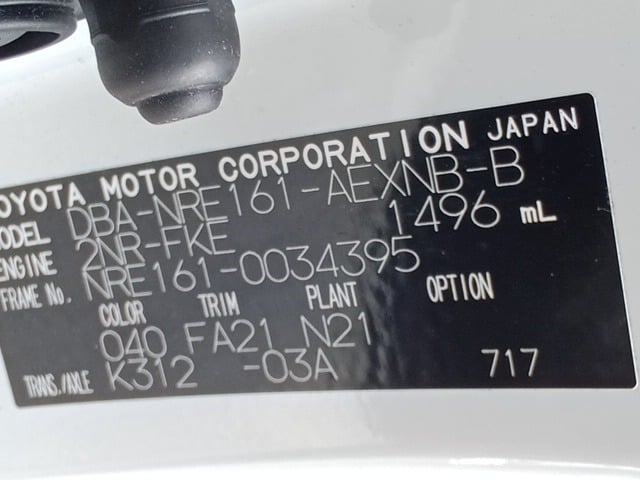 TOYOTA MOTOR CORPORATION JAPAN
MODEL DBA-NRE161-AEXNB-B
ENGINE 2NR-FKE 1496 mL
FRAME No. NRE161-0034395
COLOR TRIM PLANT OPTION
040 FA21 N21
TRANS./AXLE K312 -03A 717